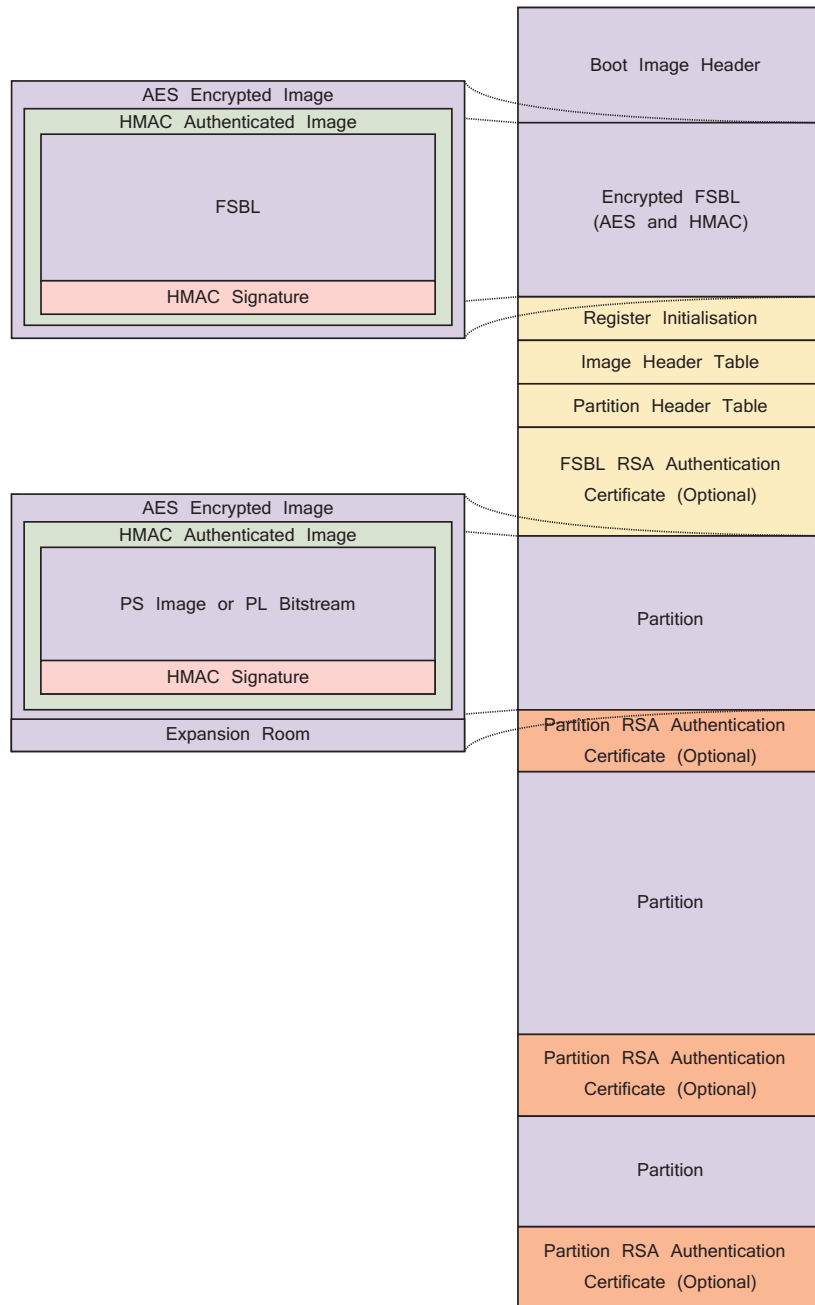 Boot Image Header
AES Encrypted Image
HMAC Authenticated Image
FSBL
HMAC Signature
Encrypted FSBL
(AES and HMAC)
Register Initialisation
Image Header Table
Partition Header Table
FSBL RSA Authentication
Certificate (Optional)
AES Encrypted Image
HMAC Authenticated Image
PS Image or PL Bitstream
HMAC Signature
Expansion Room
Partition
Partition RSA Authentication
Certificate (Optional)
Partition
Partition RSA Authentication
Certificate (Optional)
Partition
Partition RSA Authentication
Certificate (Optional)